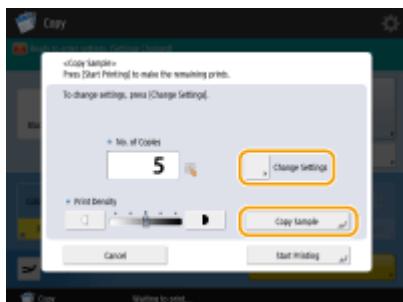 Copy
<Copy Sample>
Press [Start Printing] to make the remaining prints.
To change settings, press [Change Settings].
No. of Copies
5
Change Settings
Print Density
Copy Sample
Cancel
Start Printing
Copy
Waiting to print